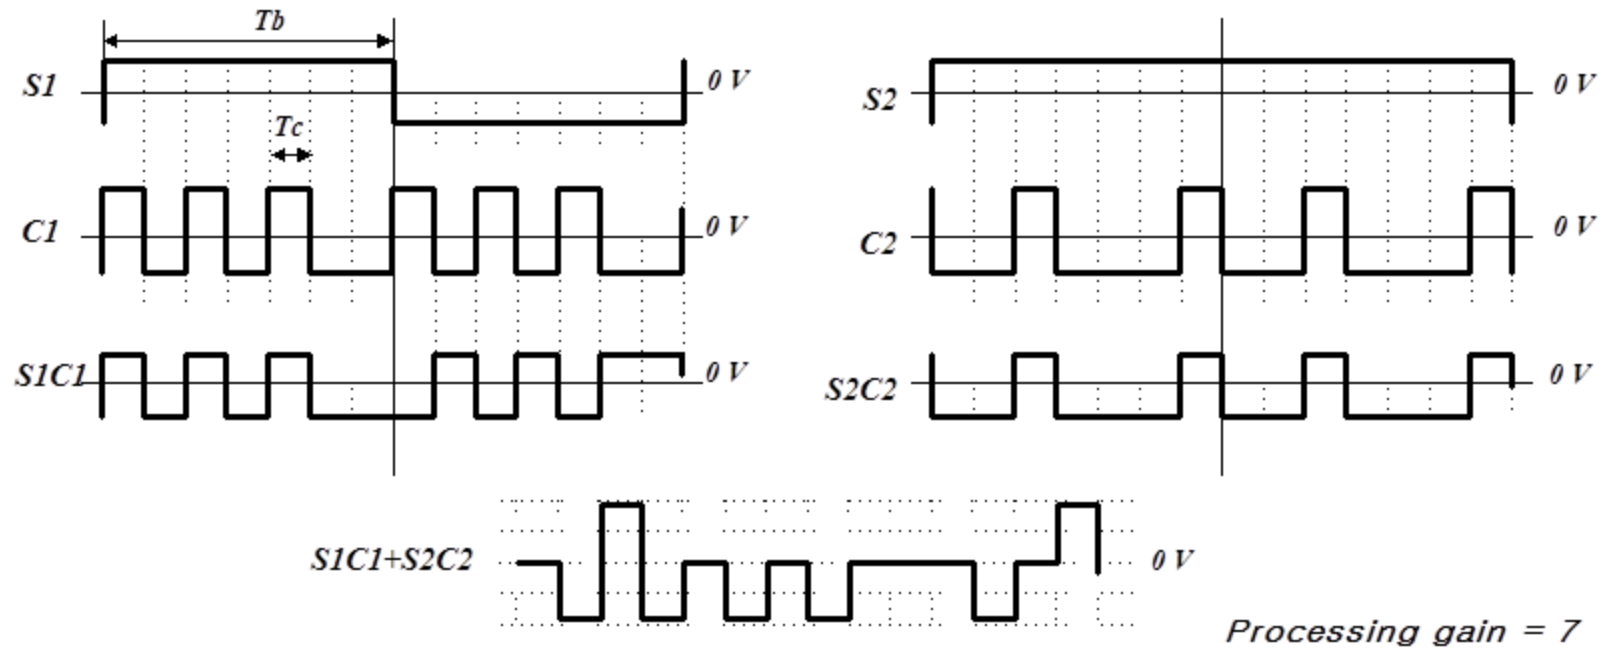 Tb
S1
0 V
S2
0 V
Tc
C1
0 V
C2
0 V
S1C1
0 V
S2C2
0 V
S1C1+S2C2
0 V
Processing gain = 7